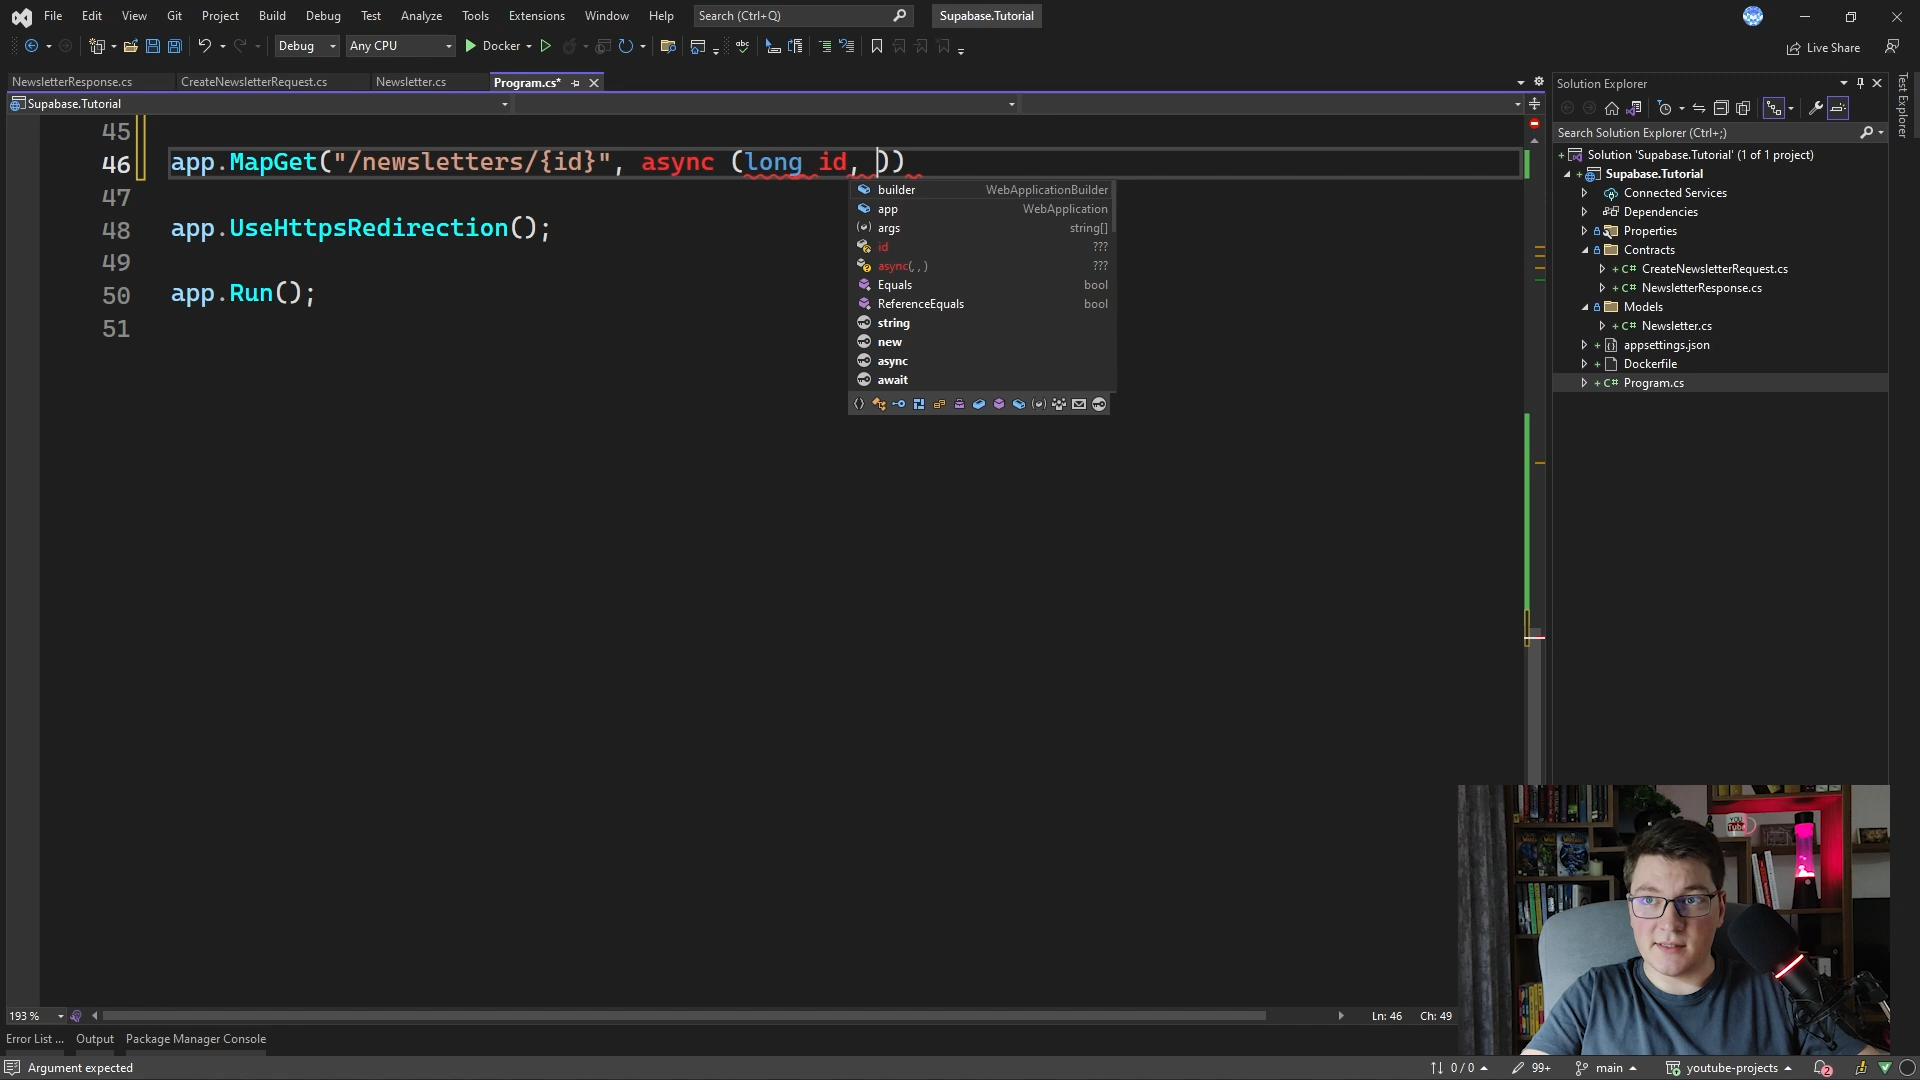 File Edit View Git Project Build Debug Test Analyze Tools Extensions Window Help Search (Ctrl+Q) Supabase.Tutorial
Debug Any CPU Docker Live Share
NewsletterResponse.cs CreateNewsletterRequest.cs Newsletter.cs Program.cs*
Supabase.Tutorial
45
46 app.MapGet("/newsletters/{id}", async (long id, ))
47
48 app.UseHttpsRedirection();
49
50 app.Run();
51
builder WebApplicationBuilder
app WebApplication
args string[]
id ???
async(, , ) ???
Equals bool
ReferenceEquals bool
string
new
async
await
Solution Explorer
Search Solution Explorer (Ctrl+;)
Solution 'Supabase.Tutorial' (1 of 1 project)
Supabase.Tutorial
Connected Services
Dependencies
Properties
Contracts
C# CreateNewsletterRequest.cs
C# NewsletterResponse.cs
Models
C# Newsletter.cs
appsettings.json
Dockerfile
C# Program.cs
Test Explorer
YOU
Tube
193 % Ln: 46 Ch: 49
Error List ... Output Package Manager Console
Argument expected 0 / 0 99+ main youtube-projects 2